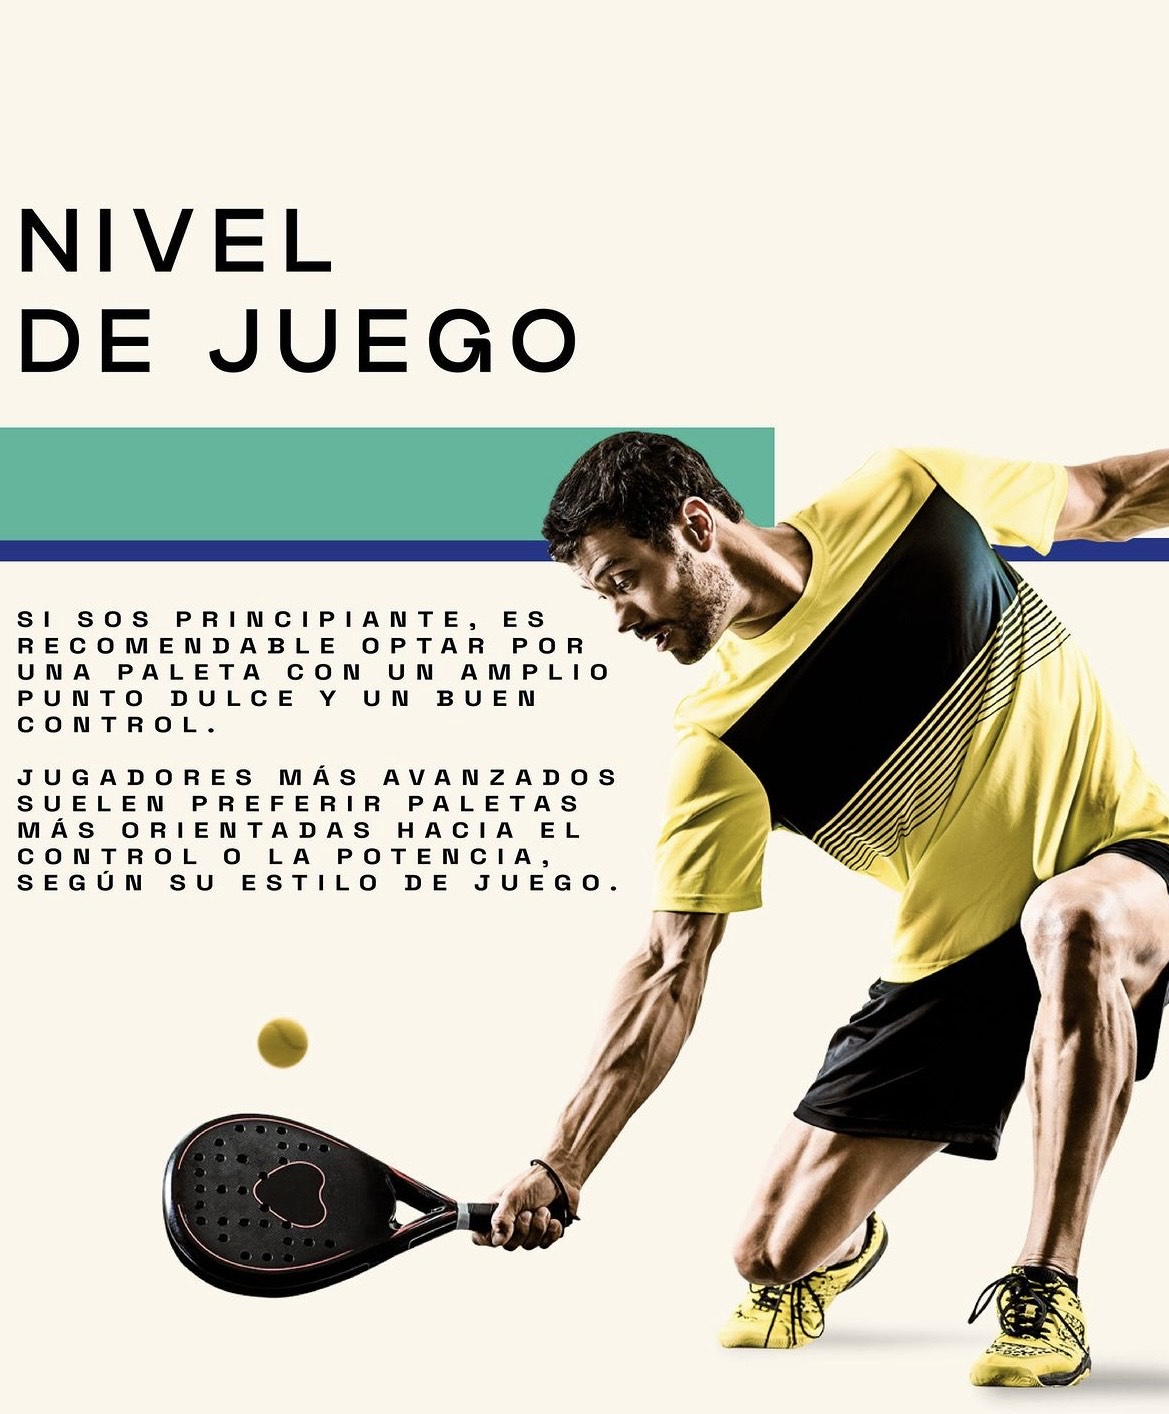 NIVEL
DE JUEGO
SI SOS PRINCIPIANTE, ES
RECOMENDABLE OPTAR POR
UNA PALETA CON UN AMPLIO
PUNTO DULCE Y UN BUEN
CONTROL.
JUGADORES MÁS AVANZADOS
SUELEN PREFERIR PALETAS
MÁS ORIENTADAS HACIA EL
CONTROL O LA POTENCIA,
SEGÚN SU ESTILO DE JUEGO.